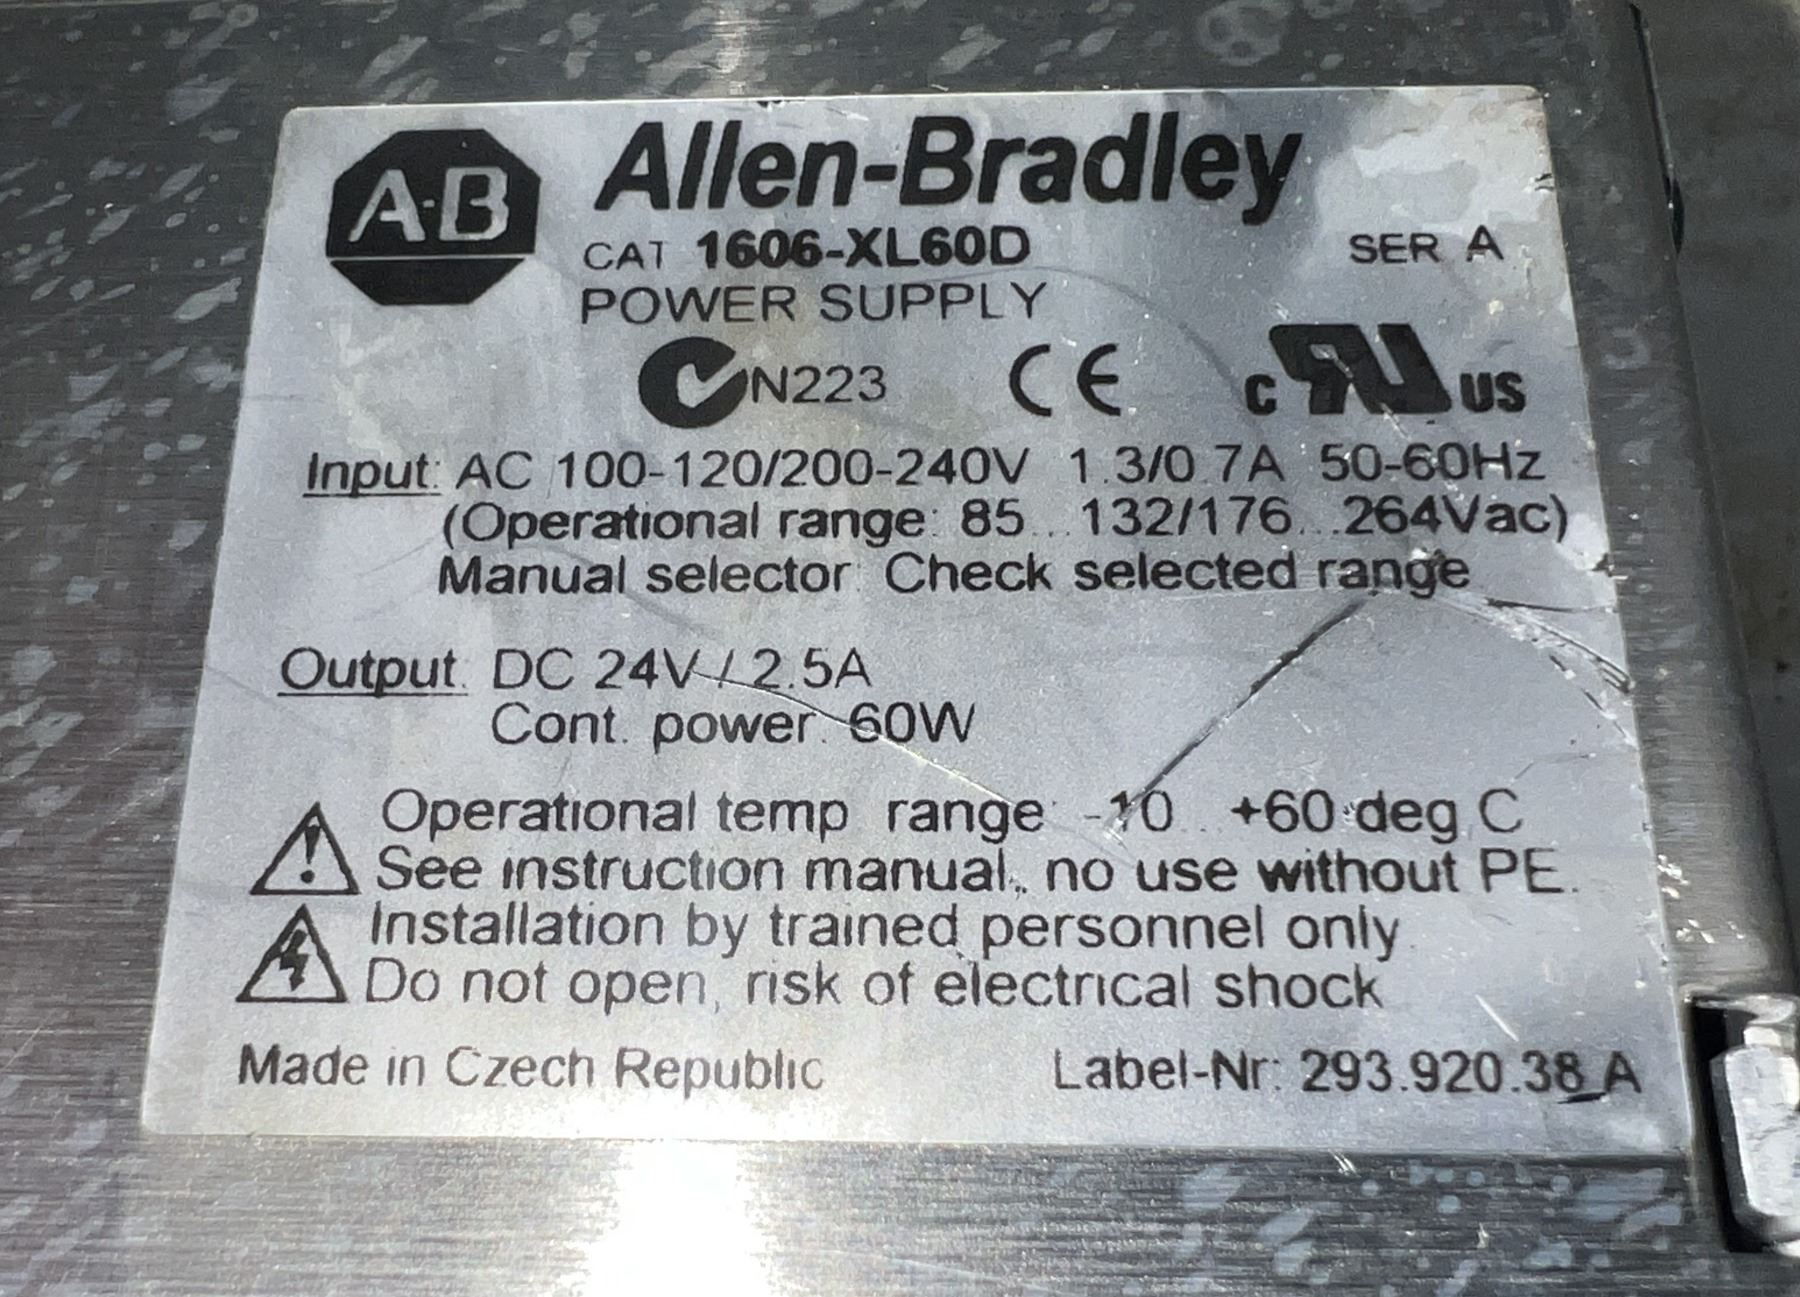 A·B Allen-Bradley
CAT 1606-XL60D SER A
POWER SUPPLY
N223 CE c RU US
Input: AC 100-120/200-240V 1.3/0.7A 50-60Hz
(Operational range: 85...132/176...264Vac)
Manual selector: Check selected range
Output: DC 24V / 2.5A
Cont. power: 60W
Operational temp. range: -10...+60 deg C
See instruction manual, no use without PE.
Installation by trained personnel only.
Do not open, risk of electrical shock
Made in Czech Republic Label-Nr: 293.920.38 A